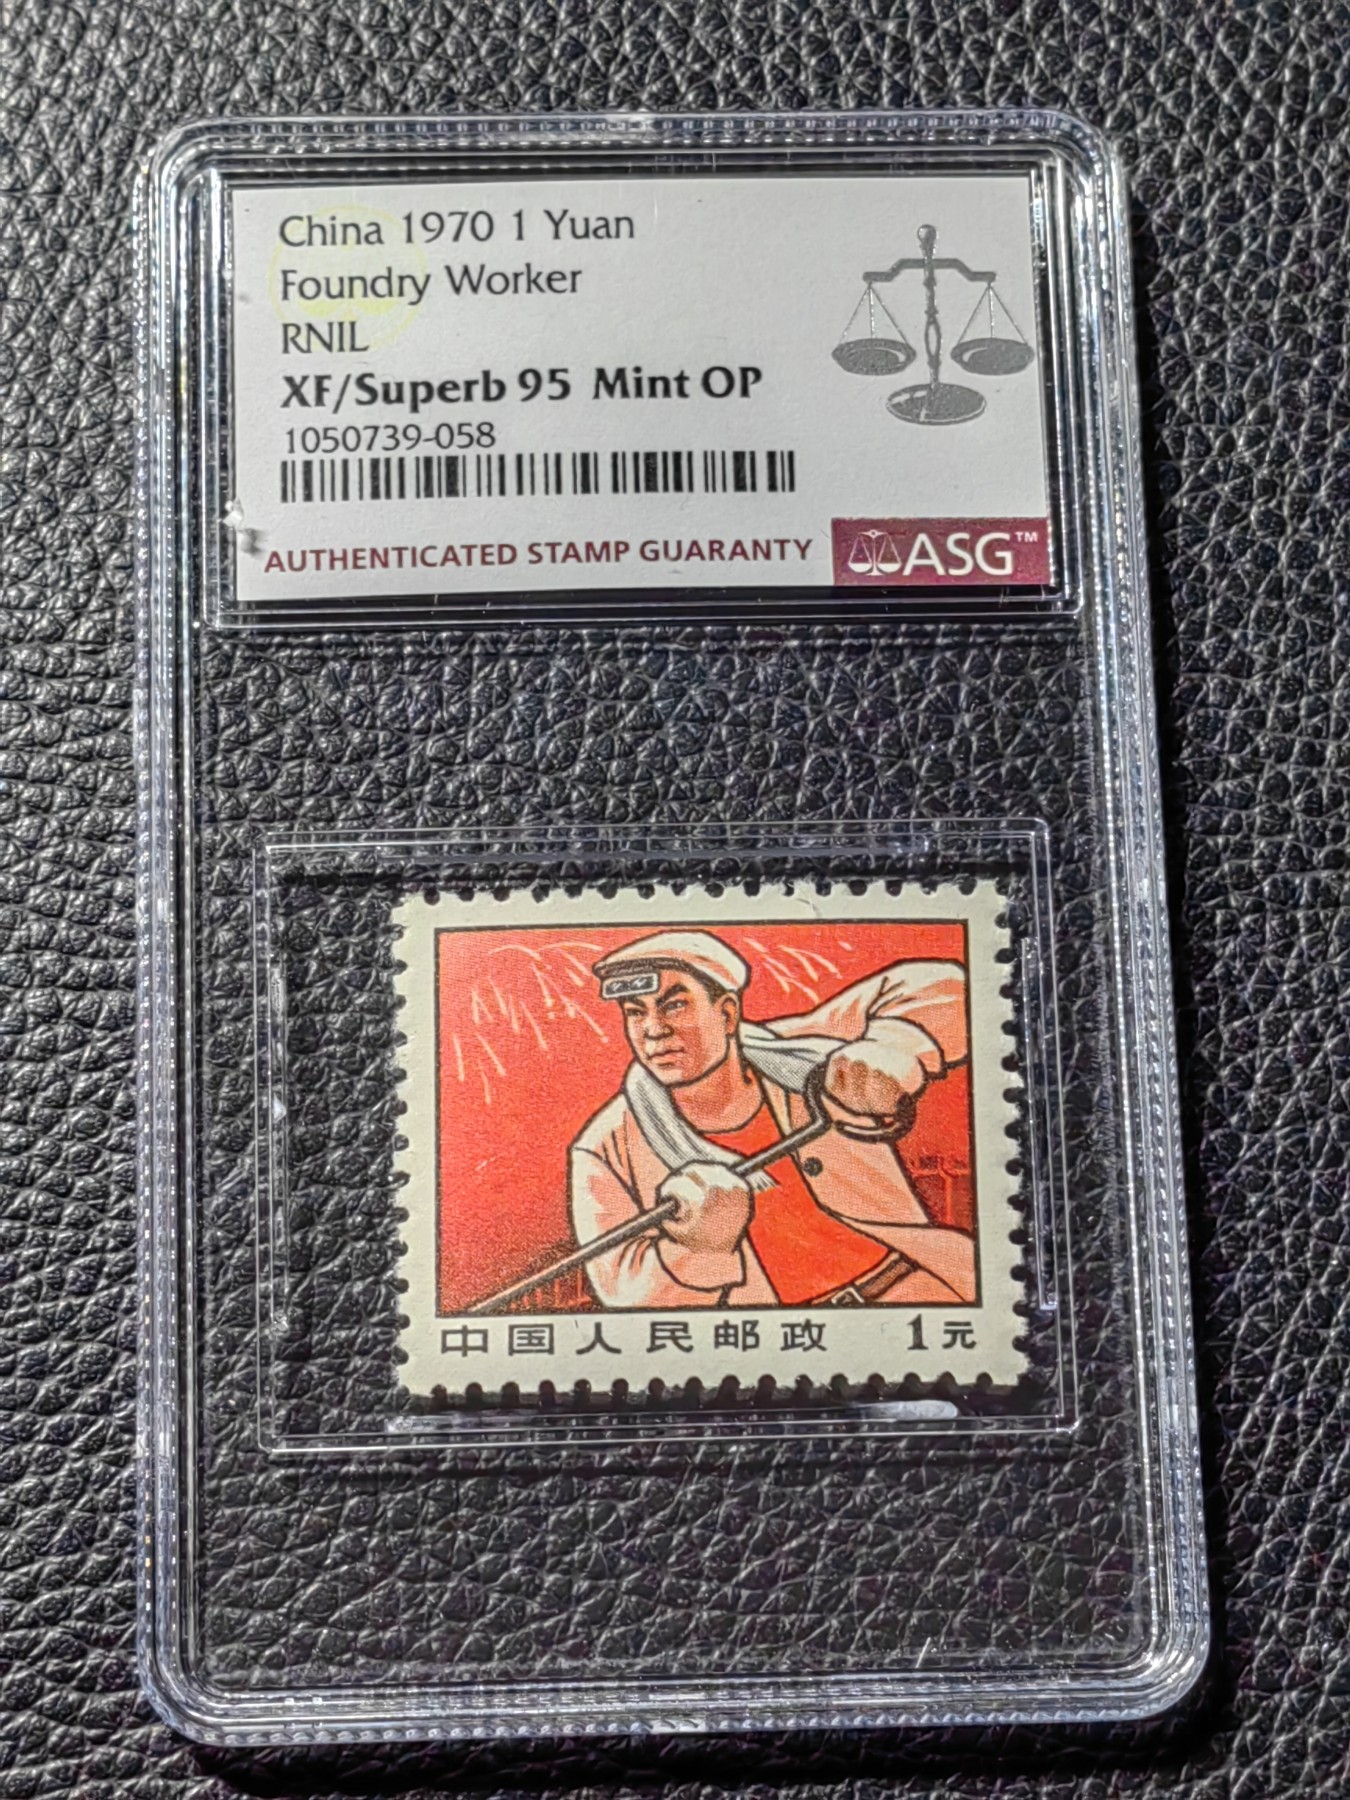 China 1970 1 Yuan
Foundry Worker
RNIL
XF/Superb 95 Mint OP
1050739-058
AUTHENTICATED STAMP GUARANTY
ASG™
中国人民邮政 1元